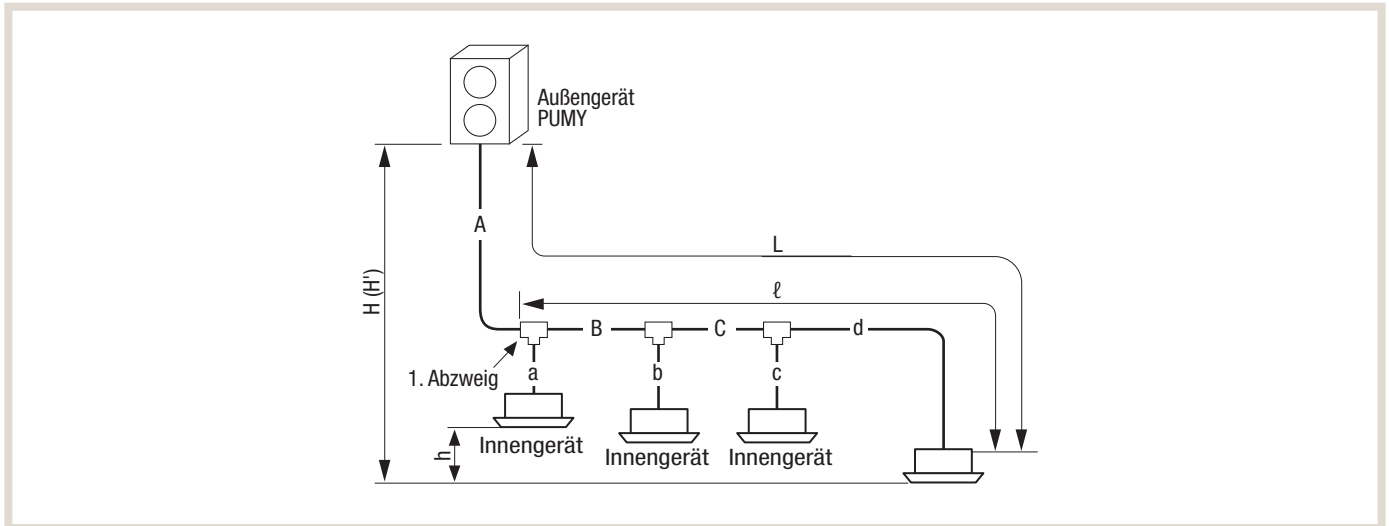 Außengerät
PUMY
A
L
H (H')
ℓ
B
C
d
1. Abzweig
a
b
c
h
Innengerät
Innengerät
Innengerät